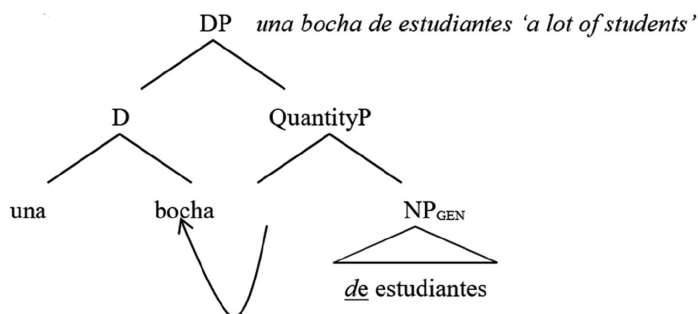 DP una bocha de estudiantes ‘a lot of students’
D QuantityP
una bocha NPGEN
de estudiantes